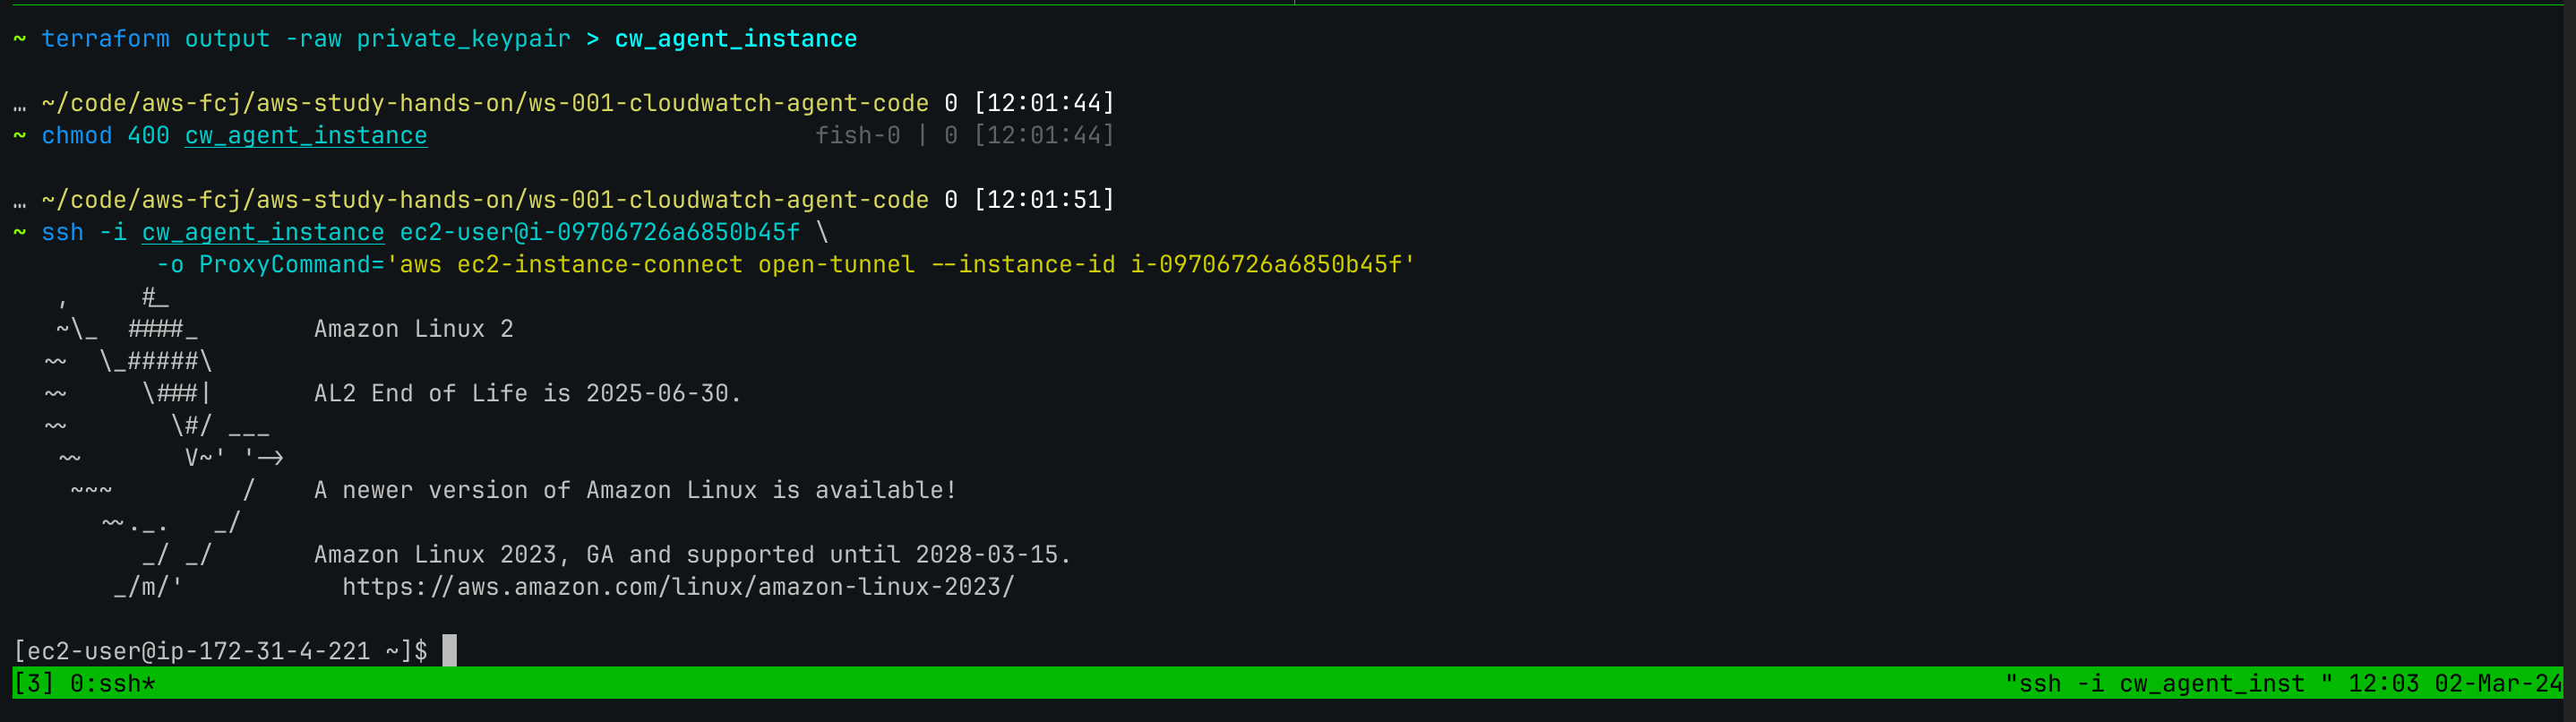 ~ terraform output -raw private_keypair > cw_agent_instance
… ~/code/aws-fcj/aws-study-hands-on/ws-001-cloudwatch-agent-code 0 [12:01:44]
~ chmod 400 cw_agent_instance                           fish-0 | 0 [12:01:44]
… ~/code/aws-fcj/aws-study-hands-on/ws-001-cloudwatch-agent-code 0 [12:01:51]
~ ssh -i cw_agent_instance ec2-user@i-09706726a6850b45f \
          -o ProxyCommand='aws ec2-instance-connect open-tunnel --instance-id i-09706726a6850b45f'
   ,     #_
   ~\_  ####_        Amazon Linux 2
  ~~  \_#####\
  ~~     \###|       AL2 End of Life is 2025-06-30.
  ~~       \#/ ___
   ~~       V~' '->
    ~~~         /    A newer version of Amazon Linux is available!
      ~~._.   _/
         _/ _/       Amazon Linux 2023, GA and supported until 2028-03-15.
       _/m/'           https://aws.amazon.com/linux/amazon-linux-2023/
[ec2-user@ip-172-31-4-221 ~]$
[3] 0:ssh* "ssh -i cw_agent_inst " 12:03 02-Mar-24